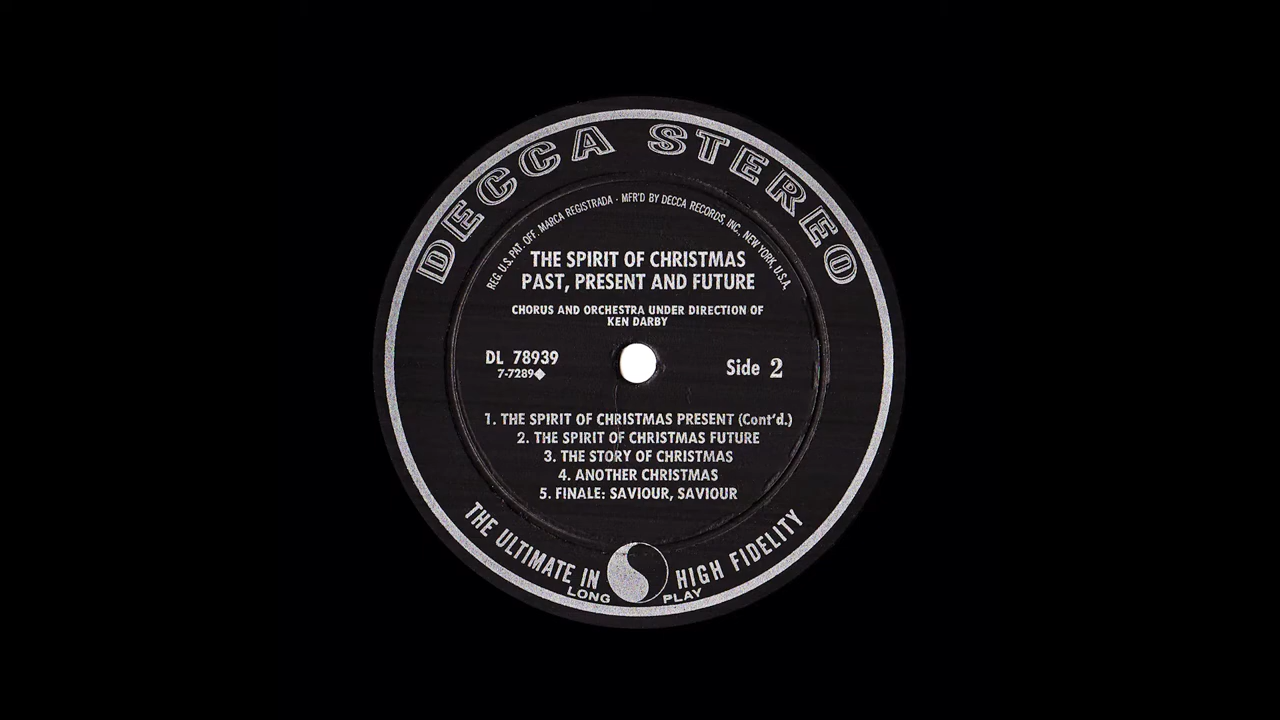 DECCA STEREO
REG. U.S. PAT. OFF. MARCA REGISTRADA · MFR'D BY DECCA RECORDS, INC., NEW YORK, U.S.A.
THE SPIRIT OF CHRISTMAS
PAST, PRESENT AND FUTURE
CHORUS AND ORCHESTRA UNDER DIRECTION OF
KEN DARBY
DL 78939
7-7289◆
Side 2
1. THE SPIRIT OF CHRISTMAS PRESENT (Cont'd.)
2. THE SPIRIT OF CHRISTMAS FUTURE
3. THE STORY OF CHRISTMAS
4. ANOTHER CHRISTMAS
5. FINALE: SAVIOUR, SAVIOUR
THE ULTIMATE IN HIGH FIDELITY
LONG PLAY